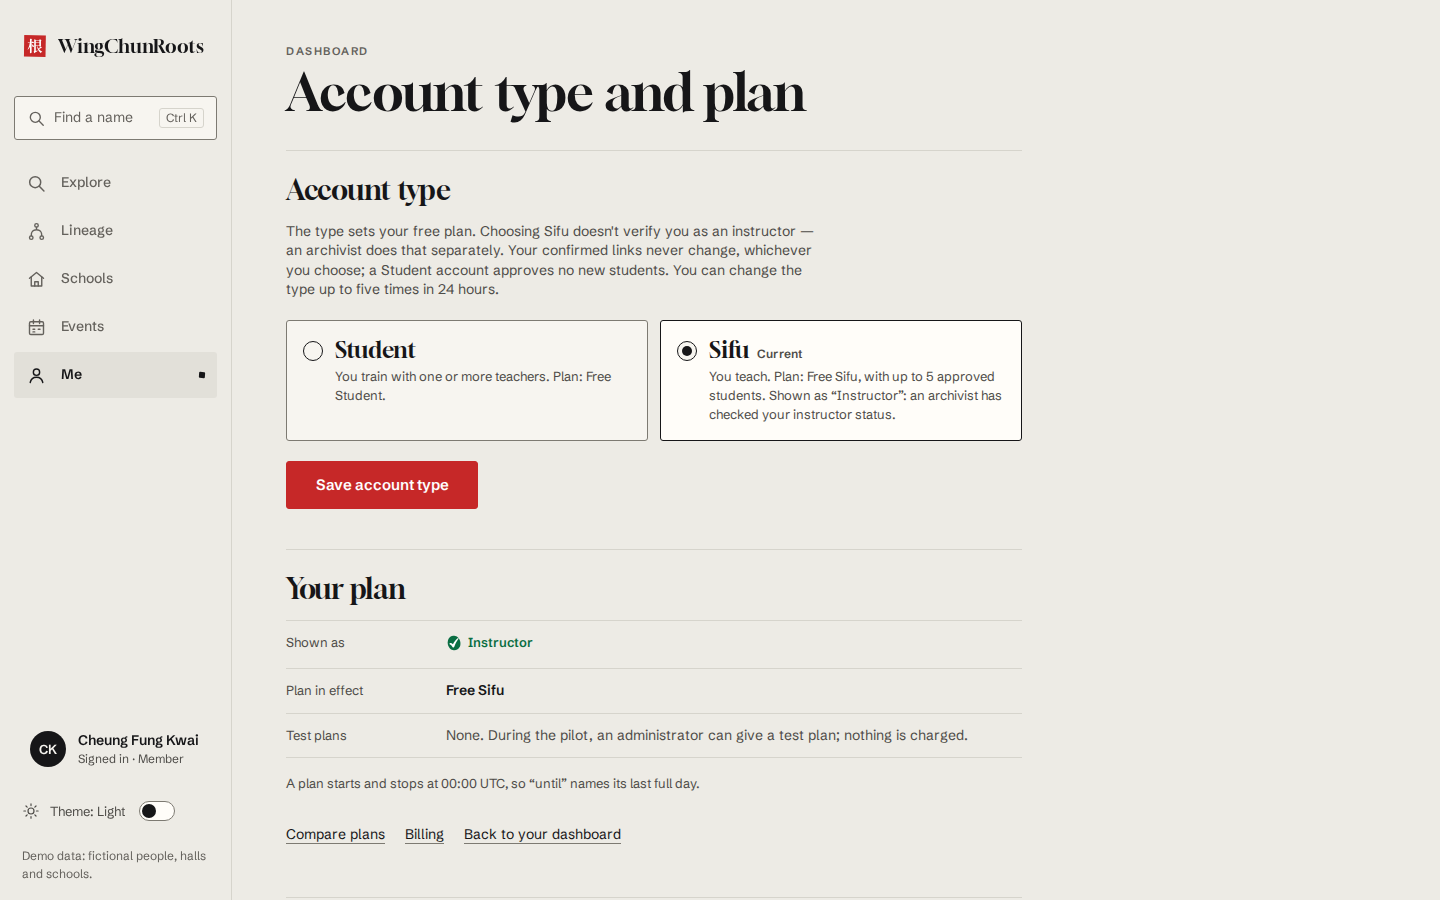 根 WingChunRoots
Find a name Ctrl K
Explore
Lineage
Schools
Events
Me
CK
Cheung Fung Kwai
Signed in · Member
Theme: Light
Demo data: fictional people, halls
and schools.
DASHBOARD
Account type and plan
Account type
The type sets your free plan. Choosing Sifu doesn't verify you as an instructor —
an archivist does that separately. Your confirmed links never change, whichever
you choose; a Student account approves no new students. You can change the
type up to five times in 24 hours.
Student
You train with one or more teachers. Plan: Free
Student.
Sifu Current
You teach. Plan: Free Sifu, with up to 5 approved
students. Shown as “Instructor”: an archivist has
checked your instructor status.
Save account type
Your plan
Shown as Instructor
Plan in effect Free Sifu
Test plans None. During the pilot, an administrator can give a test plan; nothing is charged.
A plan starts and stops at 00:00 UTC, so “until” names its last full day.
Compare plans Billing Back to your dashboard